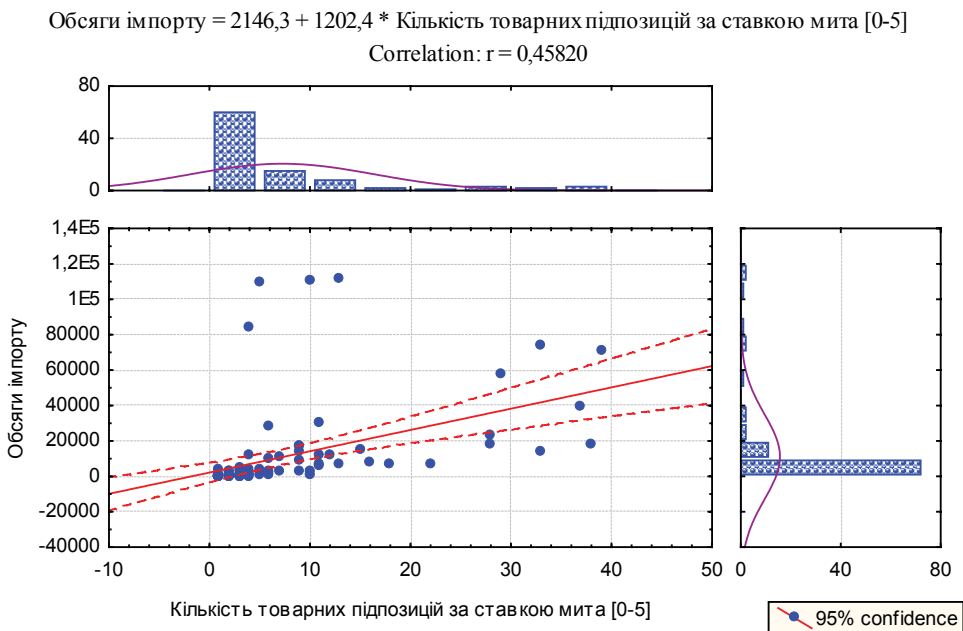 Обсяги імпорту = 2146,3 + 1202,4 * Кількість товарних підпозицій за ставкою мита [0-5]
Correlation: r = 0,45820
80
40
0
1,4E5
1,2E5
1E5
80000
60000
40000
20000
0
-20000
-40000
Обсяги імпорту
-10 0 10 20 30 40 50
0 40 80
Кількість товарних підпозицій за ставкою мита [0-5]
95% confidence